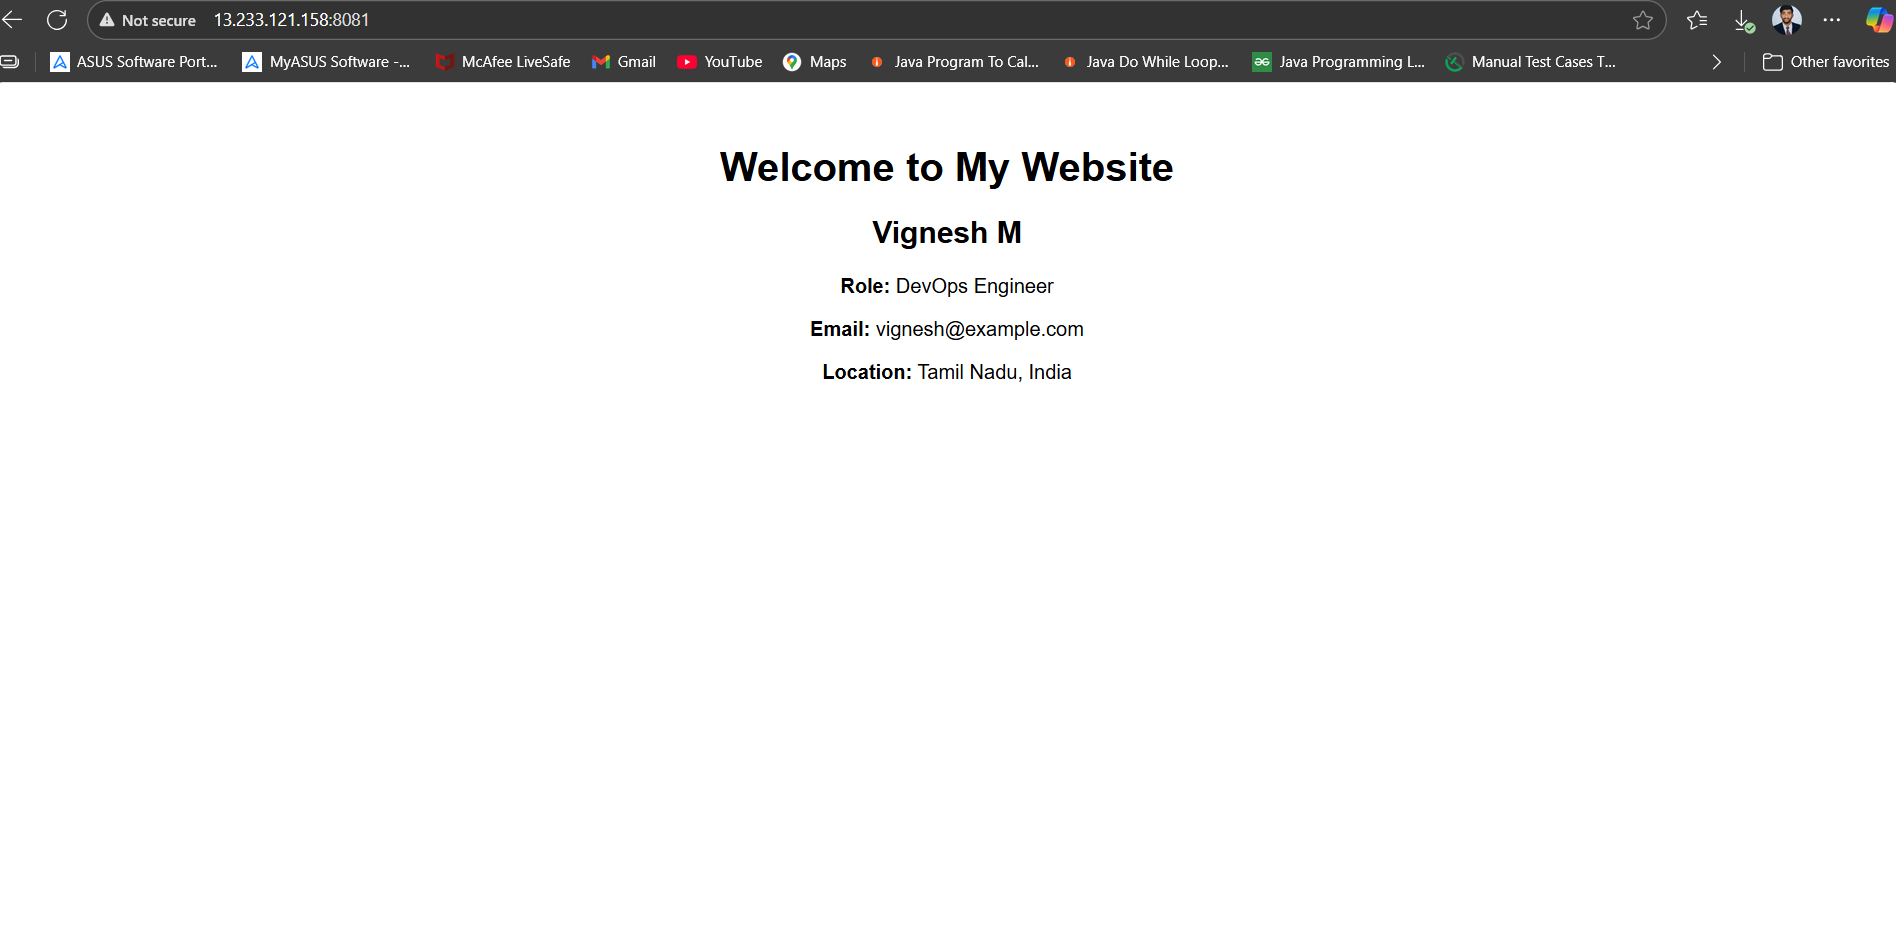 Not secure 13.233.121.158:8081
ASUS Software Port... MyASUS Software -... McAfee LiveSafe Gmail YouTube Maps Java Program To Cal... Java Do While Loop... Java Programming L... Manual Test Cases T... Other favorites
Welcome to My Website
Vignesh M
Role: DevOps Engineer
Email: vignesh@example.com
Location: Tamil Nadu, India